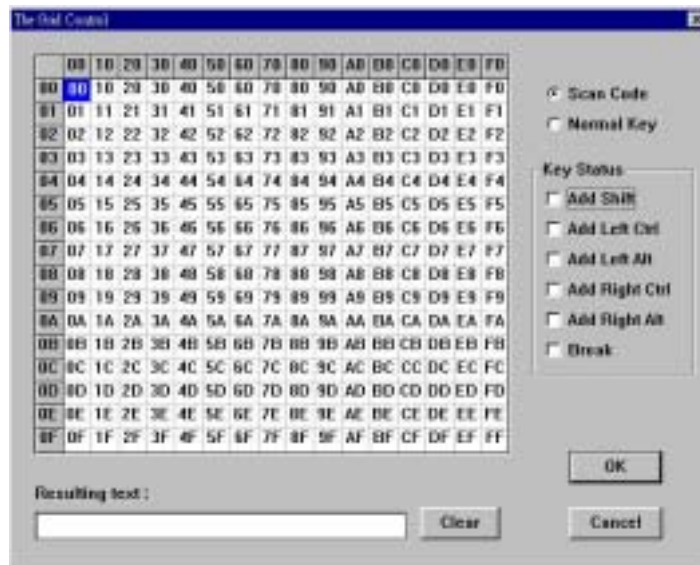 The Grid Control
00 10 20 30 40 50 60 70 80 90 A0 B0 C0 D0 E0 F0
00 00 10 20 30 40 50 60 70 80 90 A0 B0 C0 D0 E0 F0
01 01 11 21 31 41 51 61 71 81 91 A1 B1 C1 D1 E1 F1
02 02 12 22 32 42 52 62 72 82 92 A2 B2 C2 D2 E2 F2
03 03 13 23 33 43 53 63 73 83 93 A3 B3 C3 D3 E3 F3
04 04 14 24 34 44 54 64 74 84 94 A4 B4 C4 D4 E4 F4
05 05 15 25 35 45 55 65 75 85 95 A5 B5 C5 D5 E5 F5
06 06 16 26 36 46 56 66 76 86 96 A6 B6 C6 D6 E6 F6
07 07 17 27 37 47 57 67 77 87 97 A7 B7 C7 D7 E7 F7
08 08 18 28 38 48 58 68 78 88 98 A8 B8 C8 D8 E8 F8
09 09 19 29 39 49 59 69 79 89 99 A9 B9 C9 D9 E9 F9
0A 0A 1A 2A 3A 4A 5A 6A 7A 8A 9A AA BA CA DA EA FA
0B 0B 1B 2B 3B 4B 5B 6B 7B 8B 9B AB BB CB DB EB FB
0C 0C 1C 2C 3C 4C 5C 6C 7C 8C 9C AC BC CC DC EC FC
0D 0D 1D 2D 3D 4D 5D 6D 7D 8D 9D AD BD CD DD ED FD
0E 0E 1E 2E 3E 4E 5E 6E 7E 8E 9E AE BE CE DE EE FE
0F 0F 1F 2F 3F 4F 5F 6F 7F 8F 9F AF BF CF DF EF FF
Scan Code
Normal Key
Key Status
Add Shift
Add Left Ctrl
Add Left Alt
Add Right Ctrl
Add Right Alt
Break
OK
Resulting text :
Clear
Cancel